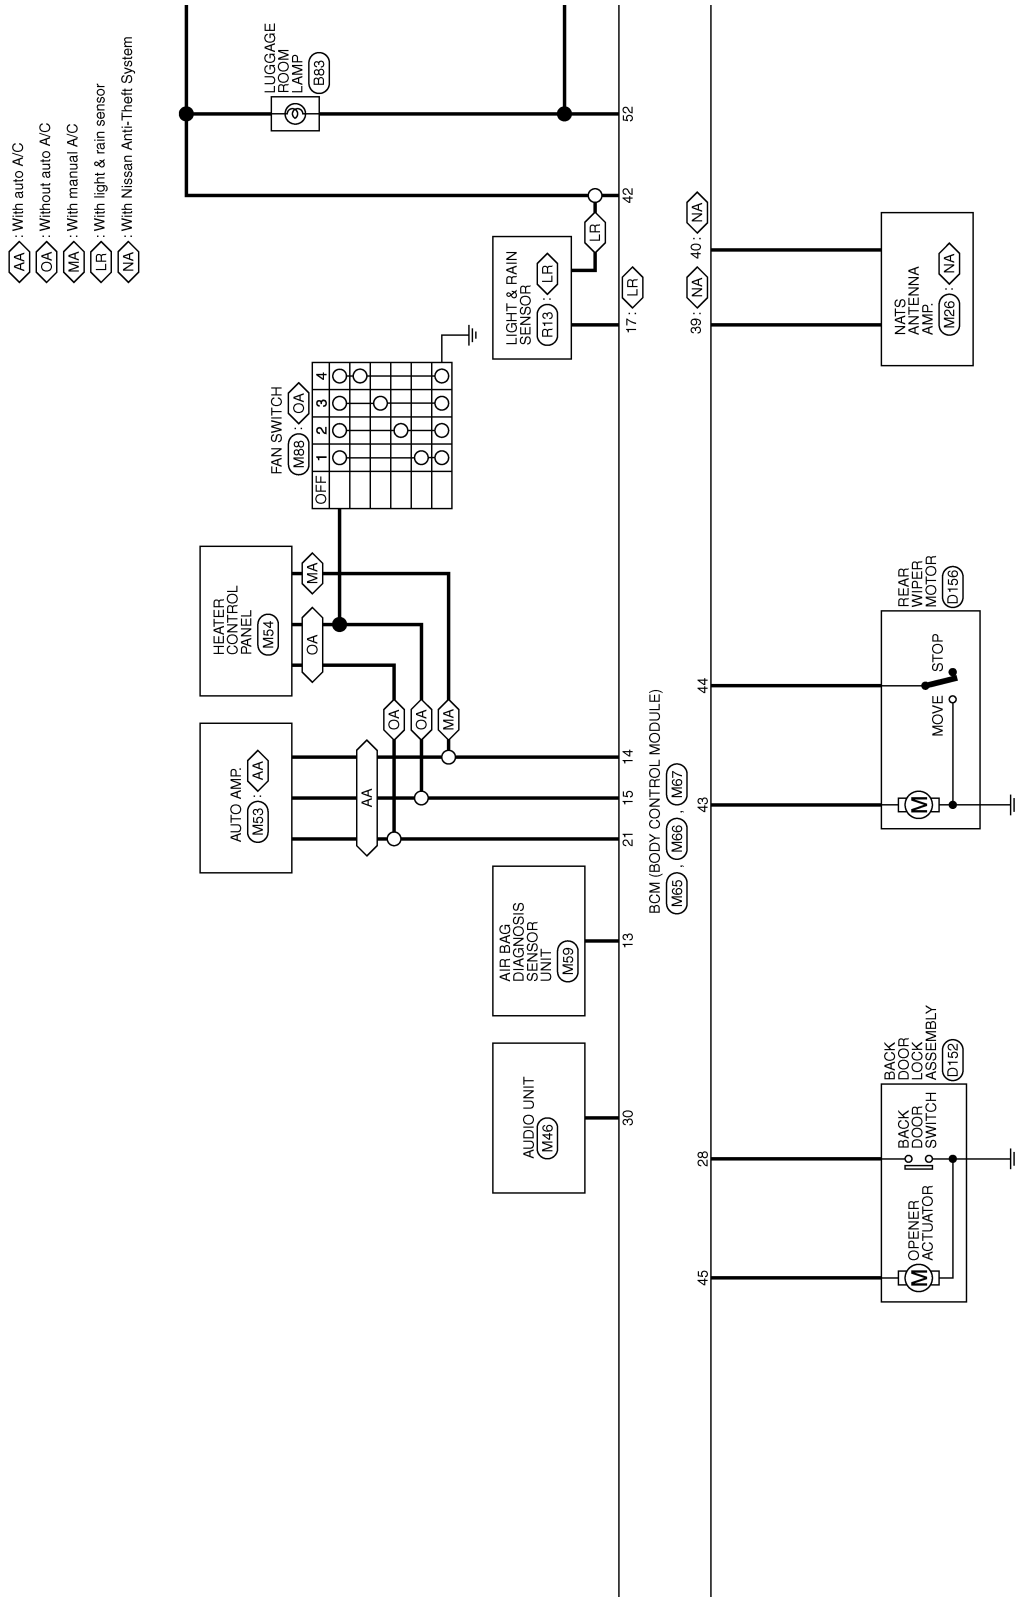 AA : With auto A/C
OA : Without auto A/C
MA : With manual A/C
LR : With light & rain sensor
NA : With Nissan Anti-Theft System
AUDIO UNIT
M46
30
AIR BAG
DIAGNOSIS
SENSOR
UNIT
M59
13
AUTO AMP.
M53 : AA
AA
21
15
14
HEATER
CONTROL
PANEL
M54
OA
MA
OA
OA
MA
FAN SWITCH
M88 : OA
OFF 1 2 3 4
LIGHT & RAIN
SENSOR
R13 : LR
LR
17 : LR
42
LUGGAGE
ROOM
LAMP
B83
52
BCM (BODY CONTROL MODULE)
M65 , M66 , M67
45
28
43
44
39 : NA
40 : NA
OPENER
ACTUATOR
M
BACK
DOOR
SWITCH
BACK
DOOR
LOCK
ASSEMBLY
D152
M
MOVE
STOP
REAR
WIPER
MOTOR
D156
NATS
ANTENNA
AMP.
M26 : NA